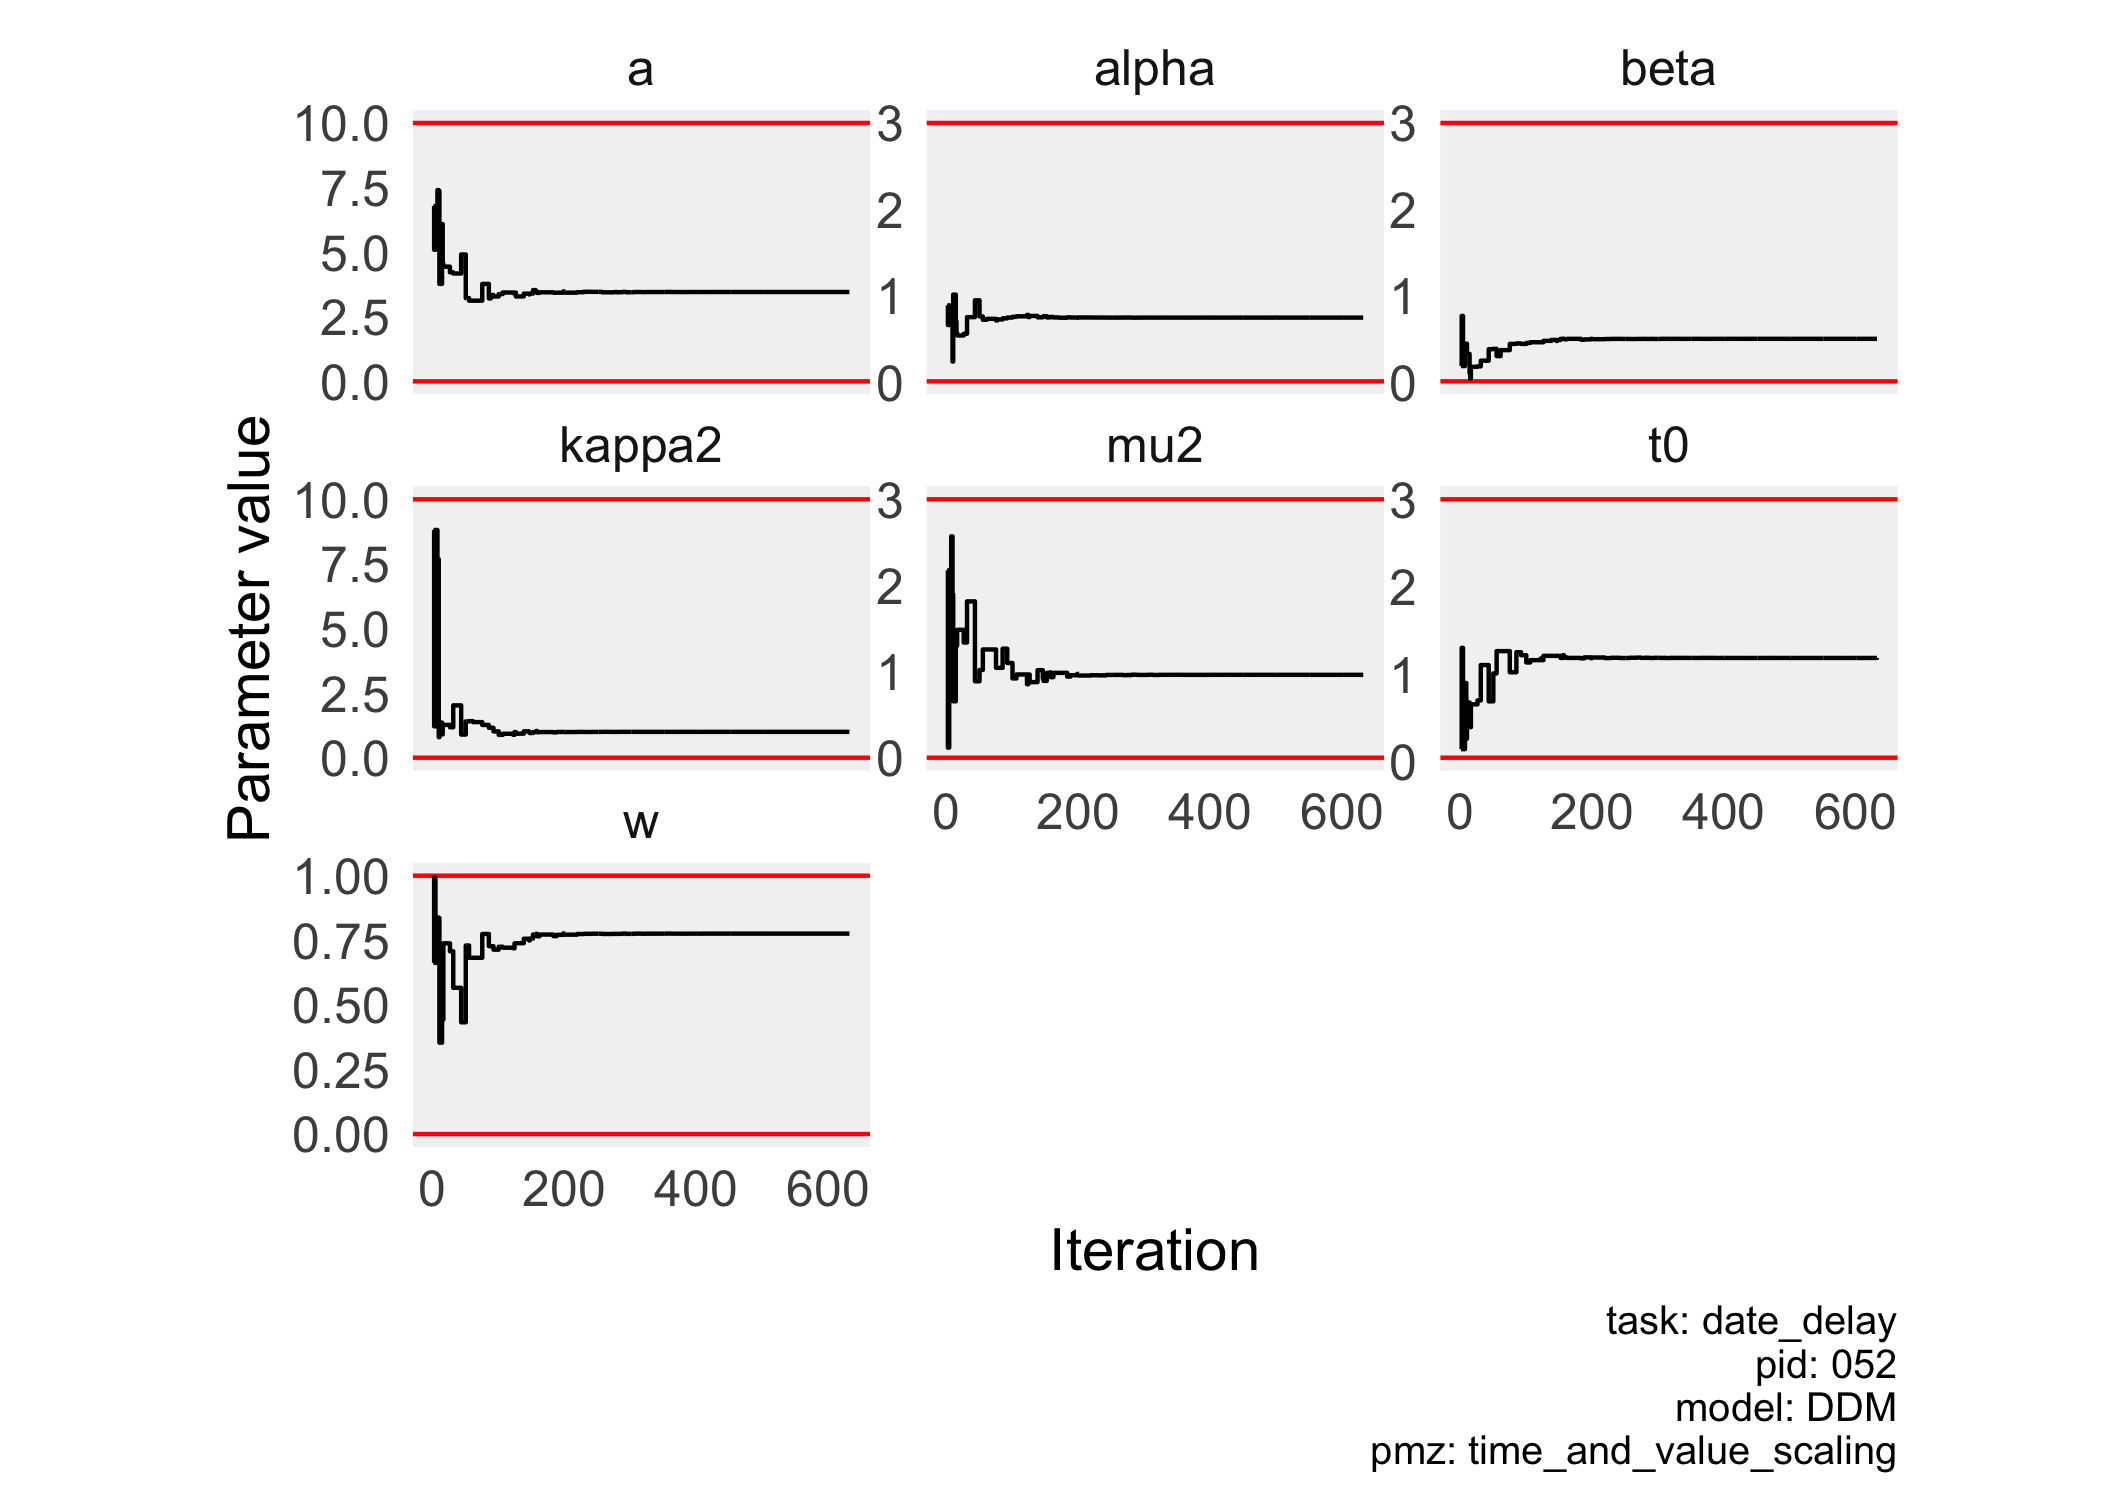 a alpha beta
10.0 3 3
7.5
2 2
5.0
1 1
2.5
0.0 0 0
kappa2 mu2 t0
10.0 3 3
7.5
2 2
5.0
1 1
2.5
0.0 0 0
0 200 400 600 0 200 400 600
w
1.00
0.75
0.50
0.25
0.00
0 200 400 600
Parameter value
Iteration
task: date_delay
pid: 052
model: DDM
pmz: time_and_value_scaling